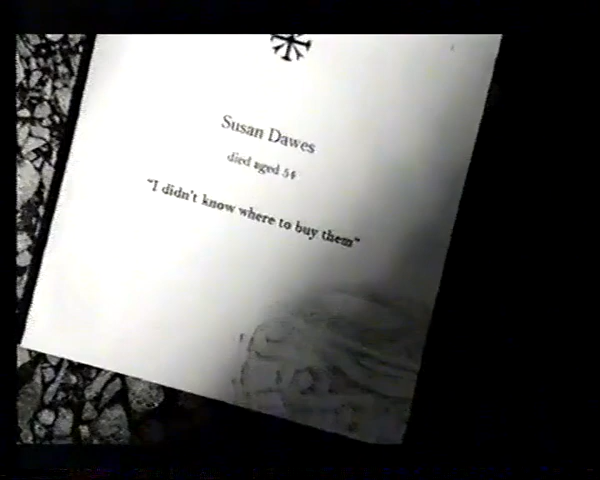 Susan Dawes
died aged 54
"I didn't know where to buy them"